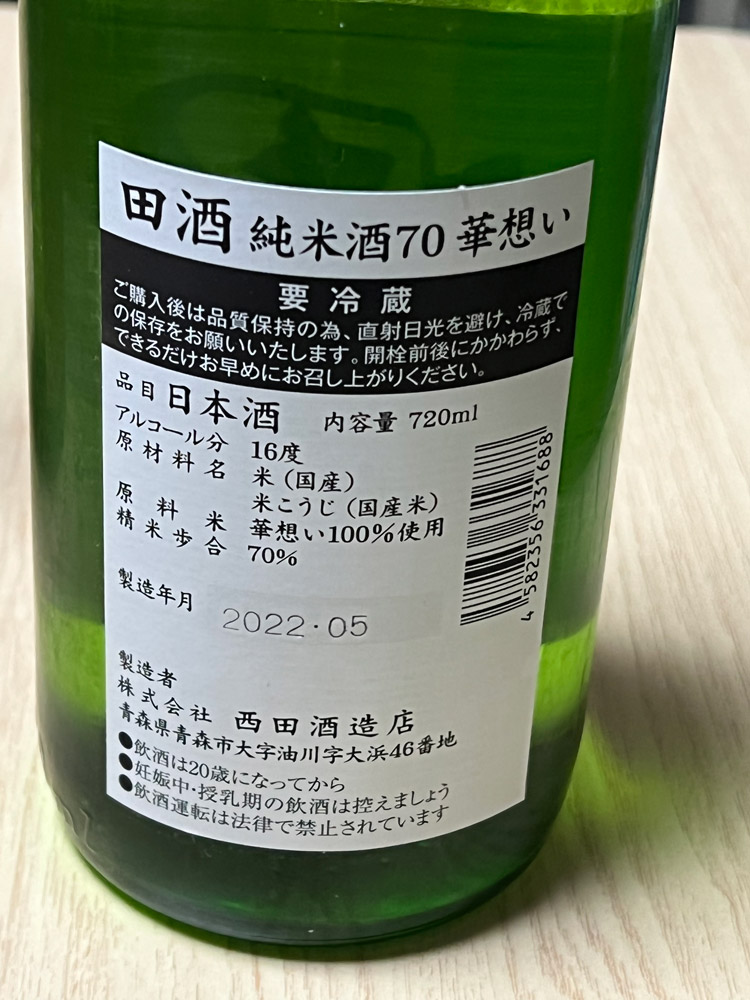 田酒 純米酒70 華想い
要冷蔵
ご購入後は品質保持の為、直射日光を避け、冷蔵で
の保存をお願いいたします。開栓前後にかかわらず、
できるだけお早めにお召し上がりください。
品目 日本酒 内容量 720ml
アルコール分 16度
原材料名 米（国産）
米こうじ（国産米）
原料米 華想い100%使用
精米歩合 70%
製造年月 2022・05
4 582356 331688
製造者
株式会社 西田酒造店
青森県青森市大字油川字大浜46番地
●飲酒は20歳になってから
●妊娠中・授乳期の飲酒は控えましょう
●飲酒運転は法律で禁止されています